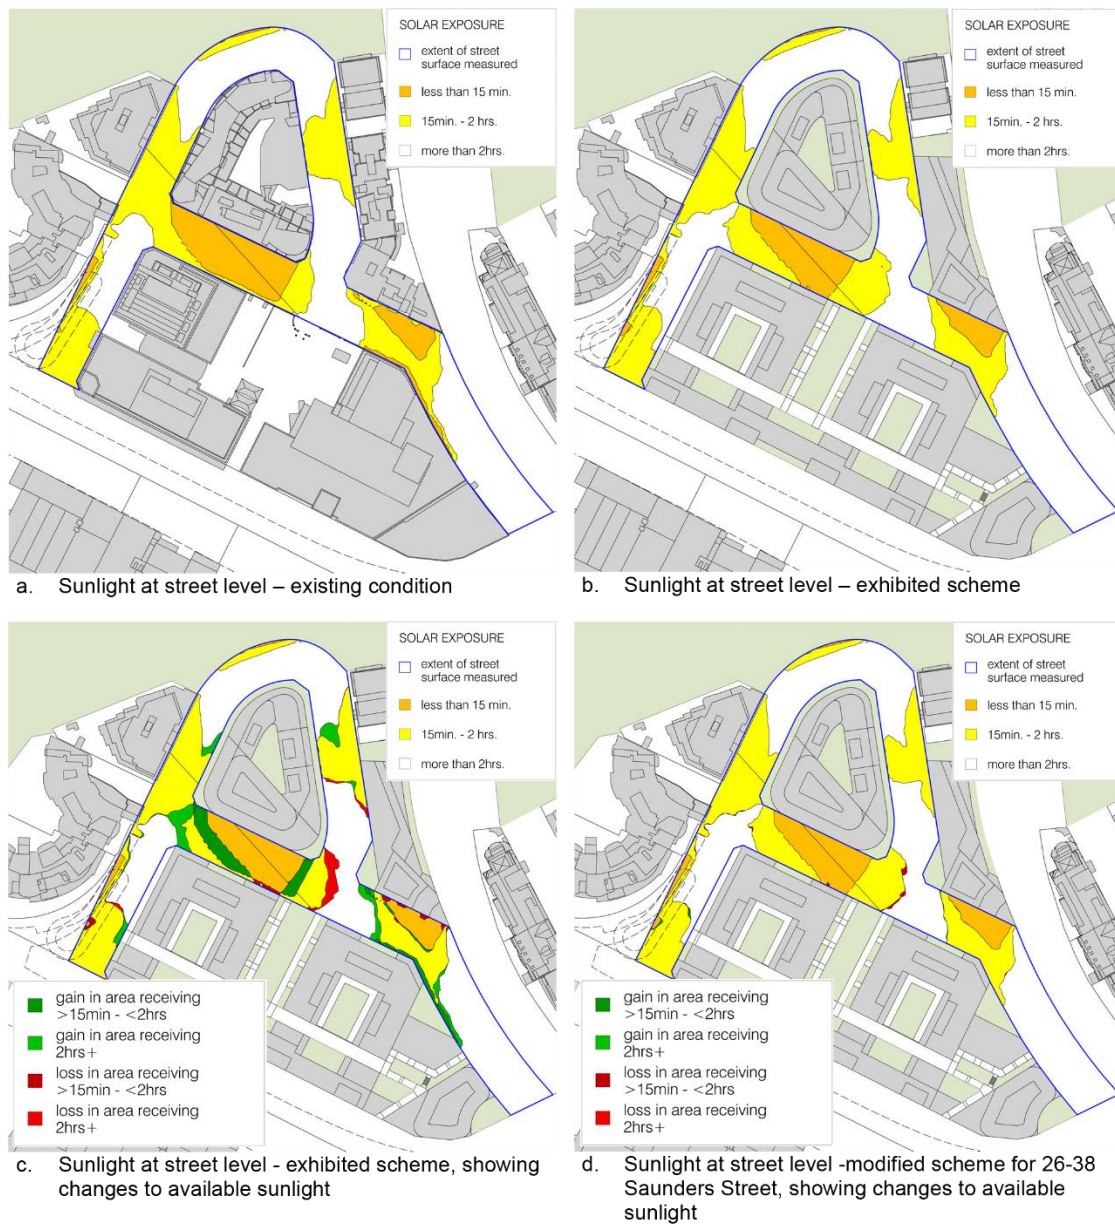 SOLAR EXPOSURE
extent of street
surface measured
less than 15 min.
15min. - 2 hrs.
more than 2hrs.
a. Sunlight at street level – existing condition
SOLAR EXPOSURE
extent of street
surface measured
less than 15 min.
15min. - 2 hrs.
more than 2hrs.
b. Sunlight at street level – exhibited scheme
SOLAR EXPOSURE
extent of street
surface measured
less than 15 min.
15min. - 2 hrs.
more than 2hrs.
gain in area receiving
>15min - <2hrs
gain in area receiving
2hrs+
loss in area receiving
>15min - <2hrs
loss in area receiving
2hrs+
c. Sunlight at street level - exhibited scheme, showing
changes to available sunlight
SOLAR EXPOSURE
extent of street
surface measured
less than 15 min.
15min. - 2 hrs.
more than 2hrs.
gain in area receiving
>15min - <2hrs
gain in area receiving
2hrs+
loss in area receiving
>15min - <2hrs
loss in area receiving
2hrs+
d. Sunlight at street level -modified scheme for 26-38
Saunders Street, showing changes to available
sunlight